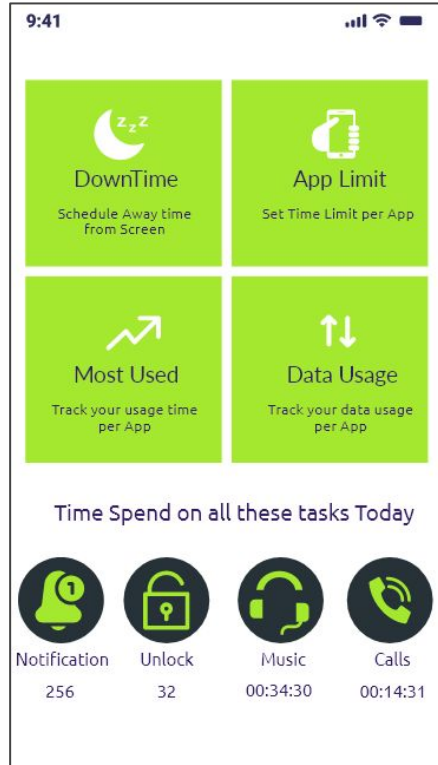 9:41
zzz
DownTime
Schedule Away time
from Screen
App Limit
Set Time Limit per App
Most Used
Track your usage time
per App
Data Usage
Track your data usage
per App
Time Spend on all these tasks Today
1
Notification
256
Unlock
32
Music
00:34:30
Calls
00:14:31